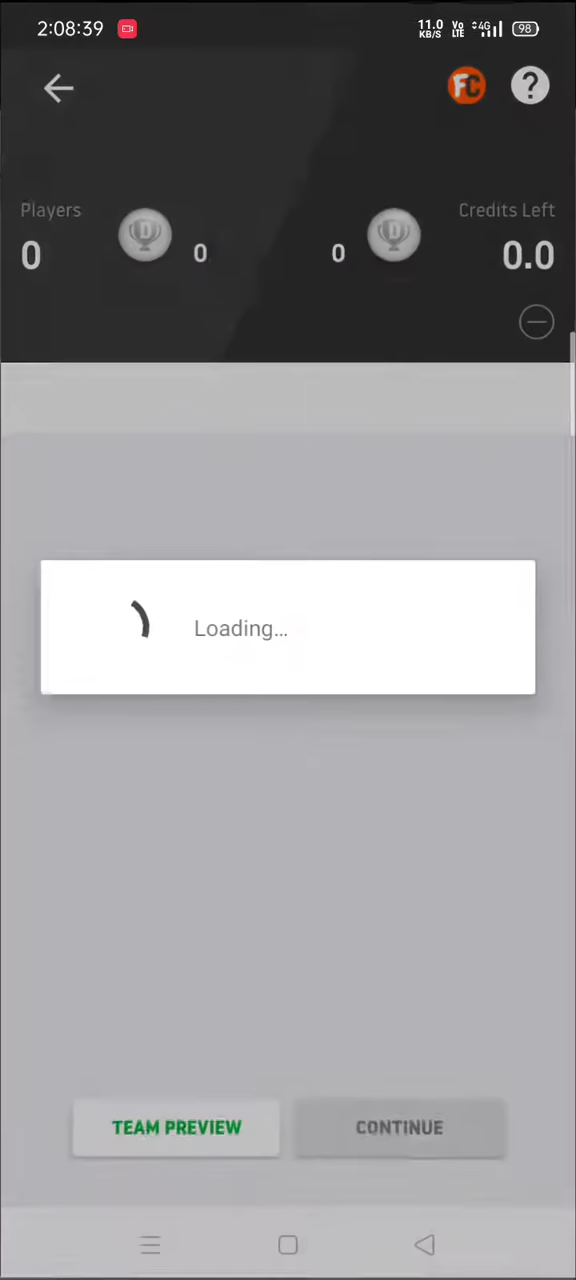 2:08:39
11.0 KB/S Vo LTE 4G 98
FC ?
Players
Credits Left
0 D 0 0 D 0.0
Loading...
TEAM PREVIEW CONTINUE